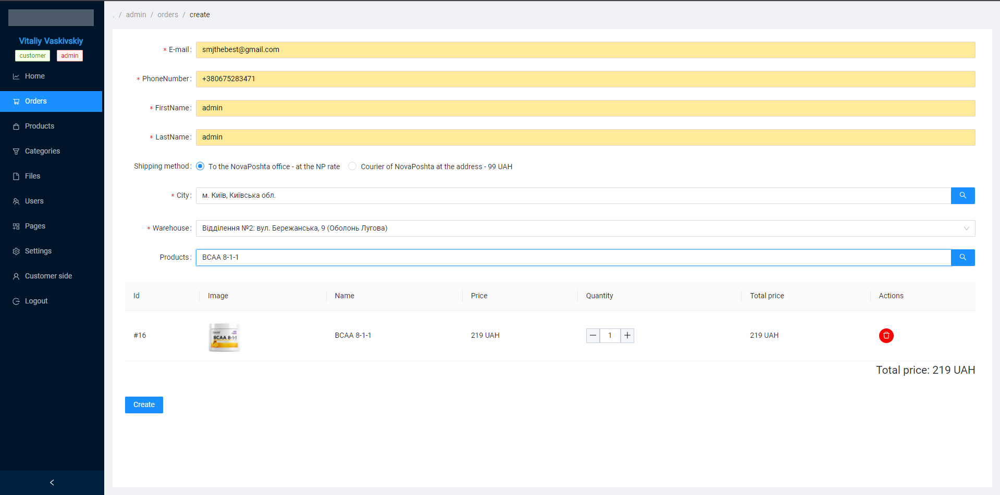 . / admin / orders / create
Vitaliy Vaskivskiy
customer admin
Home
Orders
Products
Categories
Files
Users
Pages
Settings
Customer side
Logout
* E-mail: smjthebest@gmail.com
* PhoneNumber: +380675283471
* FirstName: admin
* LastName: admin
Shipping method: To the NovaPoshta office - at the NP rate Courier of NovaPoshta at the address - 99 UAH
* City: м. Київ, Київська обл.
* Warehouse: Відділення №2: вул. Бережанська, 9 (Оболонь Лугова)
Products: BCAA 8-1-1
Id Image Name Price Quantity Total price Actions
#16 BCAA 8-1-1 BCAA 8-1-1 219 UAH 1 219 UAH
Total price: 219 UAH
Create